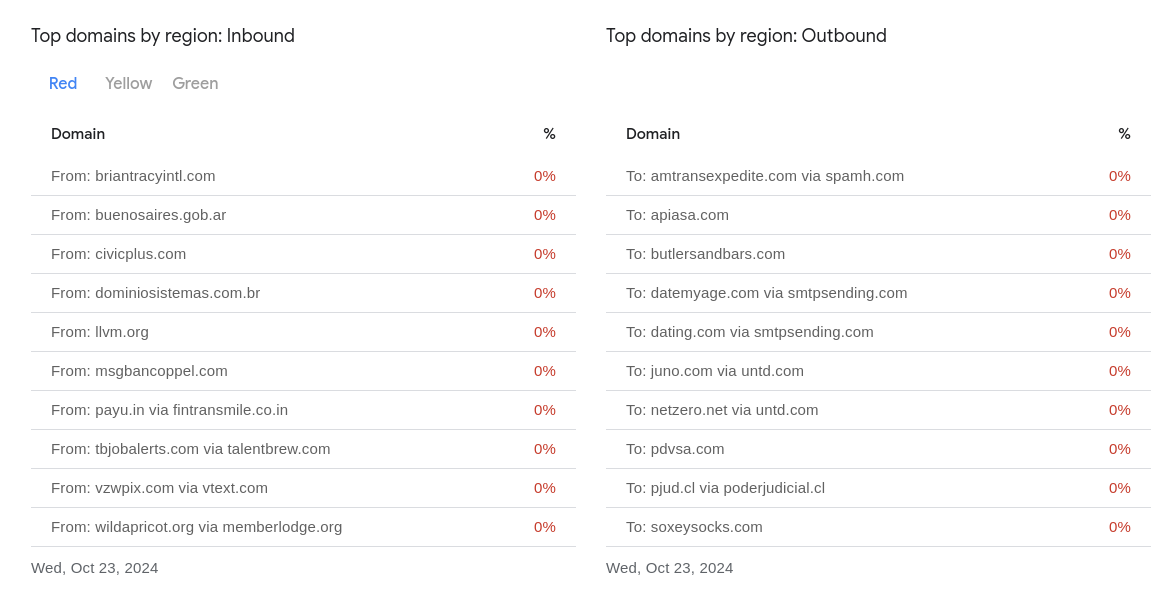 Top domains by region: Inbound
Red Yellow Green
Domain %
From: briantracyintl.com 0%
From: buenosaires.gob.ar 0%
From: civicplus.com 0%
From: dominiosistemas.com.br 0%
From: llvm.org 0%
From: msgbancoppel.com 0%
From: payu.in via fintransmile.co.in 0%
From: tbjobalerts.com via talentbrew.com 0%
From: vzwpix.com via vtext.com 0%
From: wildapricot.org via memberlodge.org 0%
Wed, Oct 23, 2024
Top domains by region: Outbound
Domain %
To: amtransexpedite.com via spamh.com 0%
To: apiasa.com 0%
To: butlersandbars.com 0%
To: datemyage.com via smtpsending.com 0%
To: dating.com via smtpsending.com 0%
To: juno.com via untd.com 0%
To: netzero.net via untd.com 0%
To: pdvsa.com 0%
To: pjud.cl via poderjudicial.cl 0%
To: soxeysocks.com 0%
Wed, Oct 23, 2024